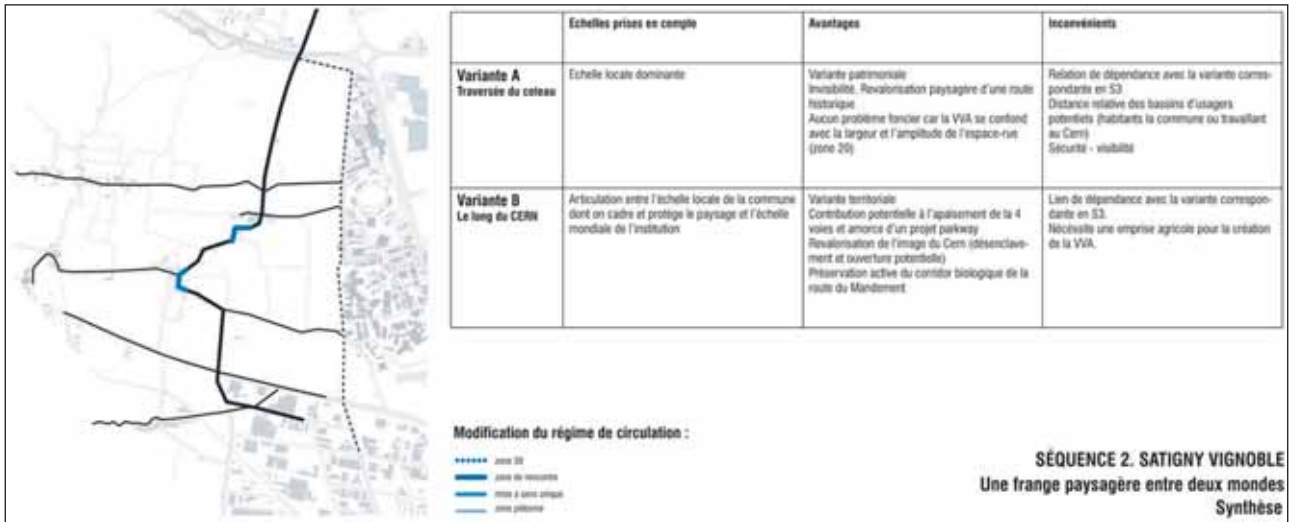 Echelles prises en compte
Avantages
Inconvénients
Variante A
Traversée du coteau
Echelle locale dominante
Variante patrimoniale
Invisibilité. Revalorisation paysagère d'une route
historique
Aucun problème foncier car la VVA se confond
avec la largeur et l'amplitude de l'espace-rue
(zone 20)
Relation de dépendance avec la variante corres-
pondante en S3
Distance relative des bassins d'usagers
potentiels (habitants la commune ou travaillant
au Cern)
Sécurité - visibilité
Variante B
Le long du CERN
Articulation entre l'échelle locale de la commune
dont on cadre et protège le paysage et l'échelle
mondiale de l'institution
Variante territoriale
Contribution potentielle à l'apaisement de la 4
voies et amorce d'un projet parkway
Revalorisation de l'image du Cern (désenclave-
ment et ouverture potentielle)
Préservation active du corridor biologique de la
route du Mandement
Lien de dépendance avec la variante correspon-
dante en S3.
Nécessite une emprise agricole pour la création
de la VVA.
Modification du régime de circulation :
zone 20
zone de rencontre
mise à sens unique
zone piétonne
SÉQUENCE 2. SATIGNY VIGNOBLE
Une frange paysagère entre deux mondes
Synthèse